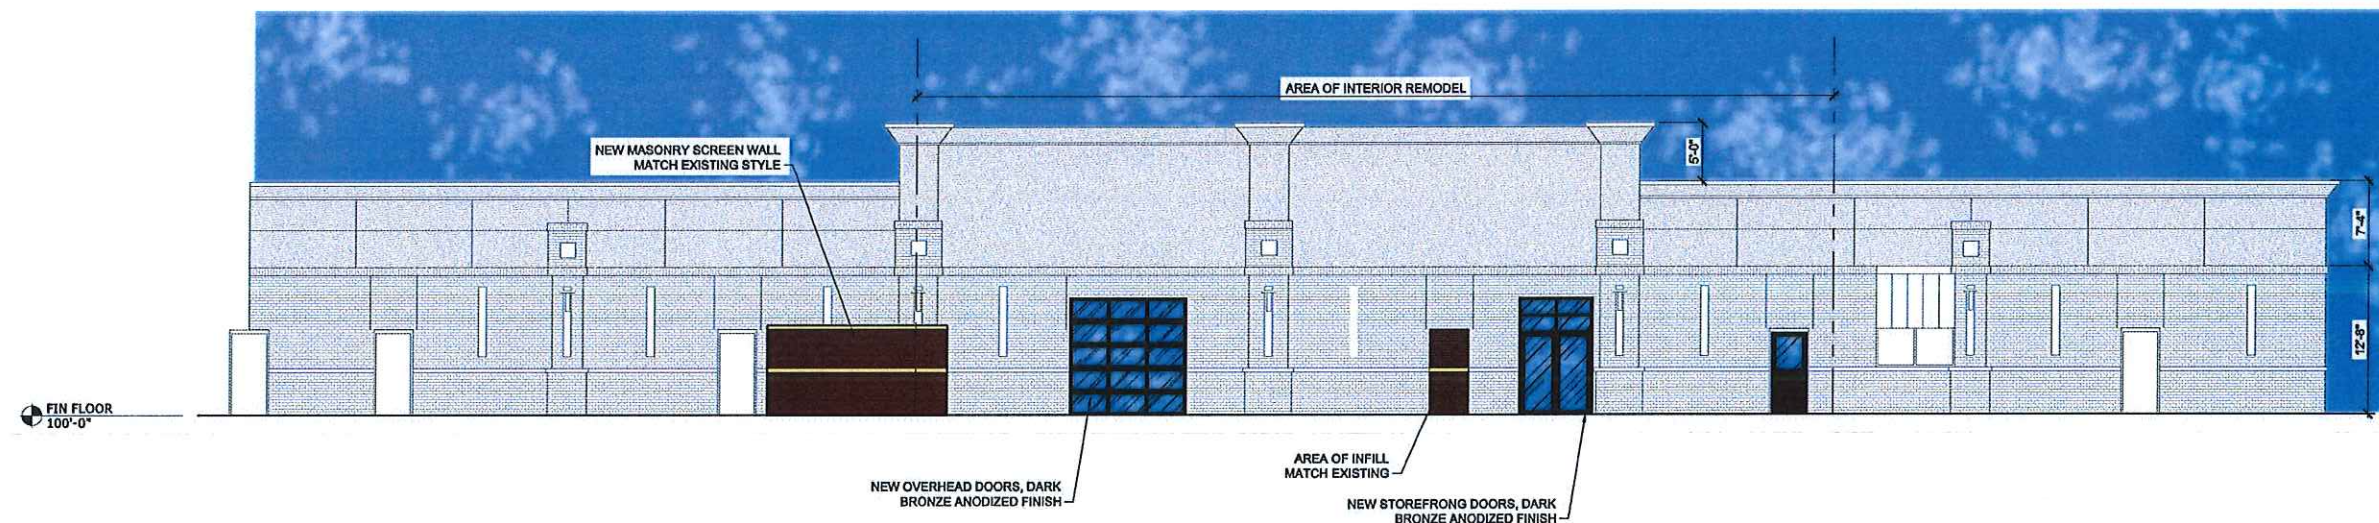 AREA OF INTERIOR REMODEL
NEW MASONRY SCREEN WALL
MATCH EXISTING STYLE
5'-0"
7'-4"
12'-8"
FIN FLOOR
100'-0"
NEW OVERHEAD DOORS, DARK
BRONZE ANODIZED FINISH
AREA OF INFILL
MATCH EXISTING
NEW STOREFRONG DOORS, DARK
BRONZE ANODIZED FINISH